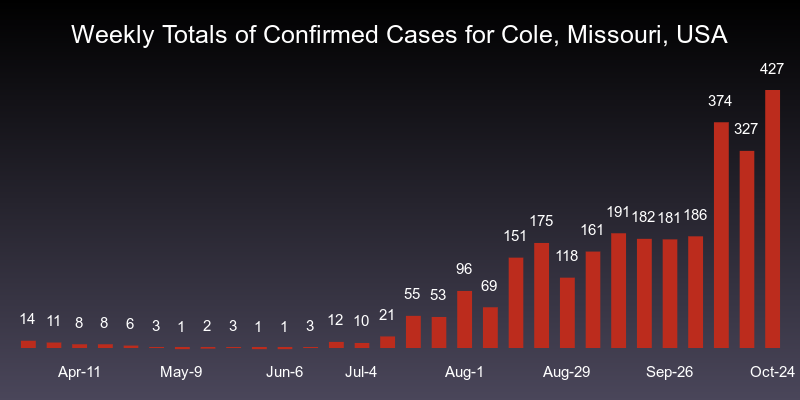 Weekly Totals of Confirmed Cases for Cole, Missouri, USA
14 11 8 8 6 3 1 2 3 1 1 3 12 10 21 55 53 96 69 151 175 118 161 191 182 181 186 374 327 427
Apr-11 May-9 Jun-6 Jul-4 Aug-1 Aug-29 Sep-26 Oct-24